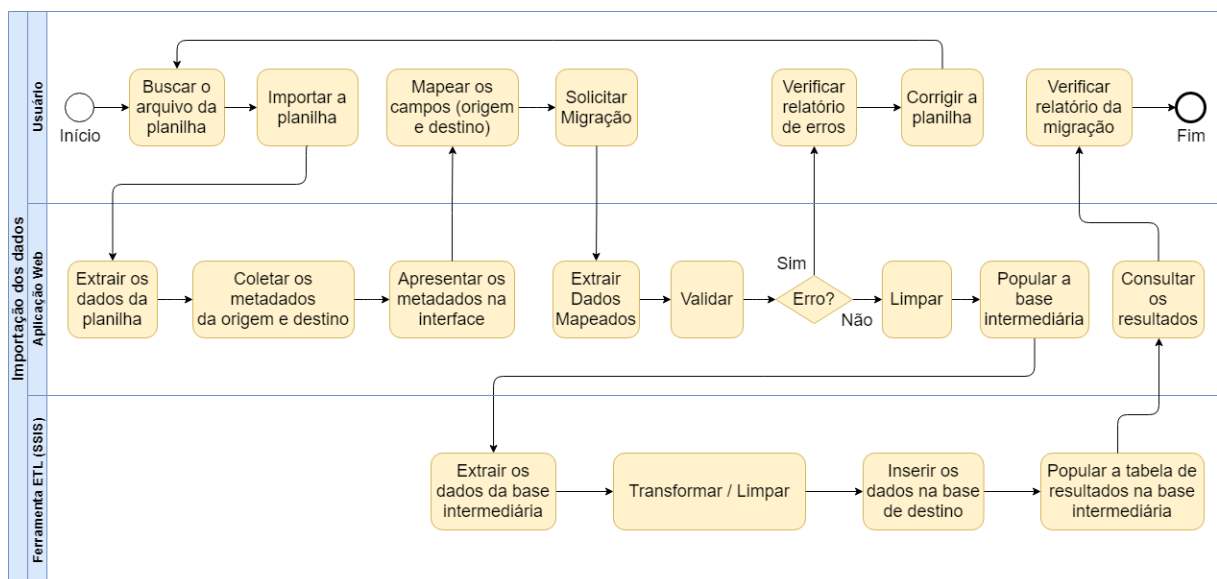 Importação dos dados
Usuário
Início
Buscar o
arquivo da
planilha
Importar a
planilha
Mapear os
campos (origem
e destino)
Solicitar
Migração
Verificar
relatório
de erros
Corrigir a
planilha
Verificar
relatório da
migração
Fim
Aplicação Web
Extrair os
dados da
planilha
Coletar os
metadados
da origem e destino
Apresentar os
metadados na
interface
Extrair
Dados
Mapeados
Validar
Sim
Erro?
Não
Limpar
Popular a
base
intermediária
Consultar
os
resultados
Ferramenta ETL (SSIS)
Extrair os
dados da base
intermediária
Transformar / Limpar
Inserir os
dados na base
de destino
Popular a tabela de
resultados na base
intermediária